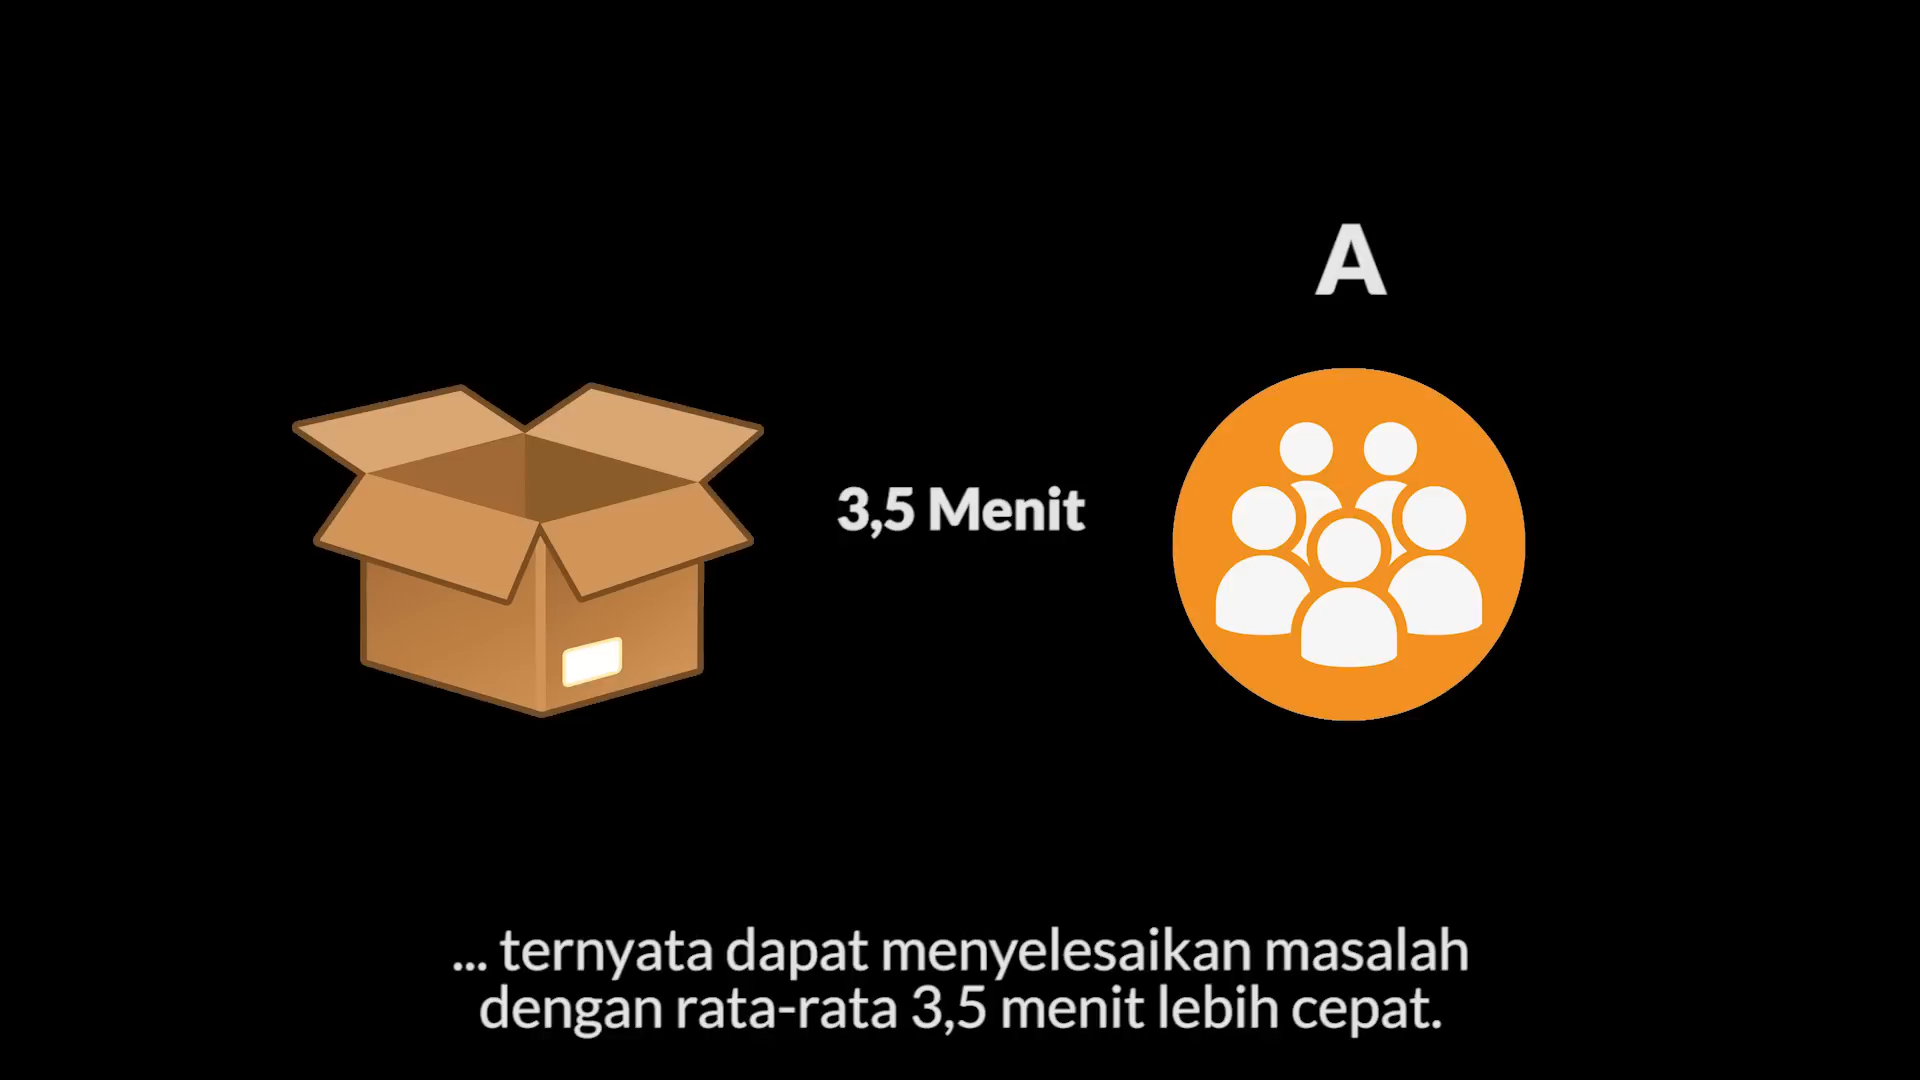 A
3,5 Menit
... ternyata dapat menyelesaikan masalah
dengan rata-rata 3,5 menit lebih cepat.